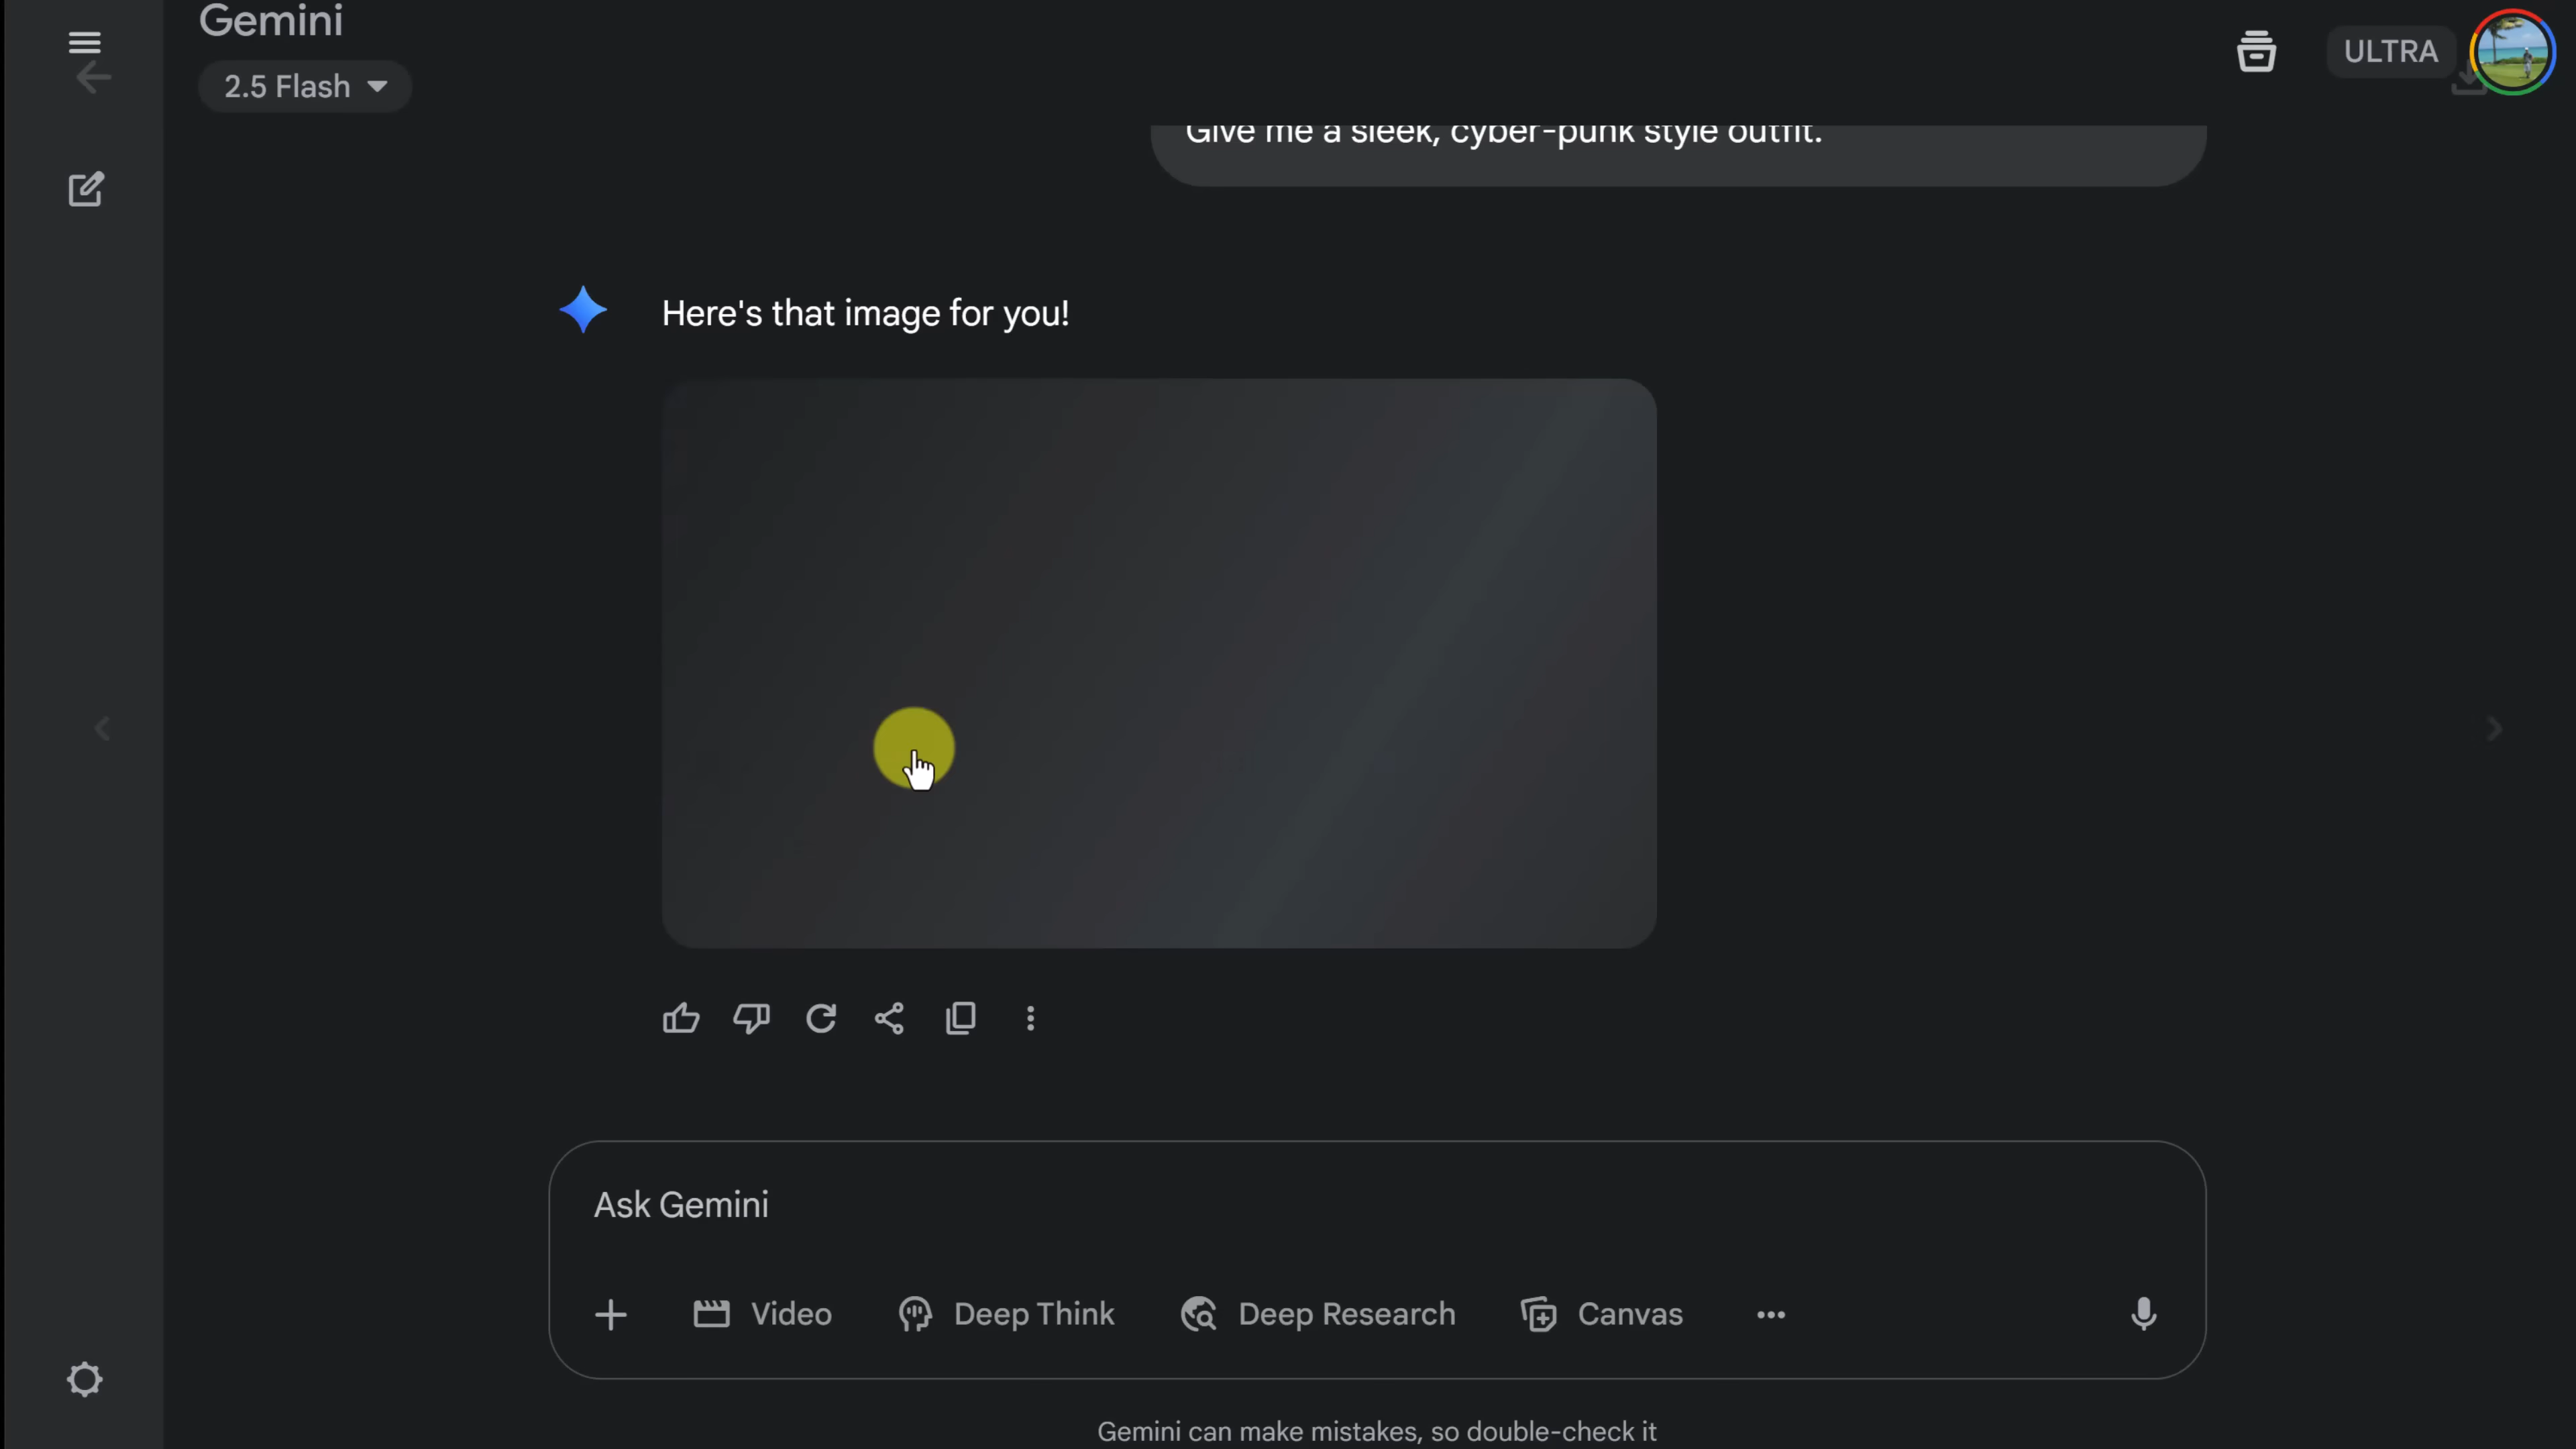 Gemini
2.5 Flash
ULTRA
Give me a sleek, cyber-punk style outfit.
Here's that image for you!
Ask Gemini
Video
Deep Think
Deep Research
Canvas
Gemini can make mistakes, so double-check it